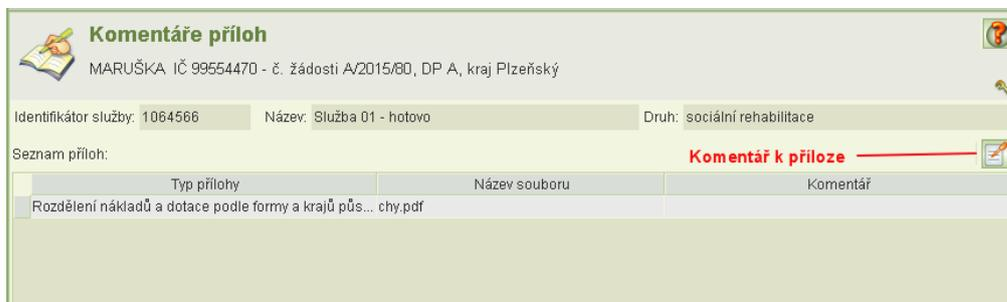 Komentáře příloh
MARUŠKA IČ 99554470 - č. žádosti A/2015/80, DP A, kraj Plzeňský
Identifikátor služby: 1064566 Název: Služba 01 - hotovo Druh: sociální rehabilitace
Seznam příloh: Komentář k příloze
Typ přílohy Název souboru Komentář
Rozdělení nákladů a dotace podle formy a krajů půs... chy.pdf